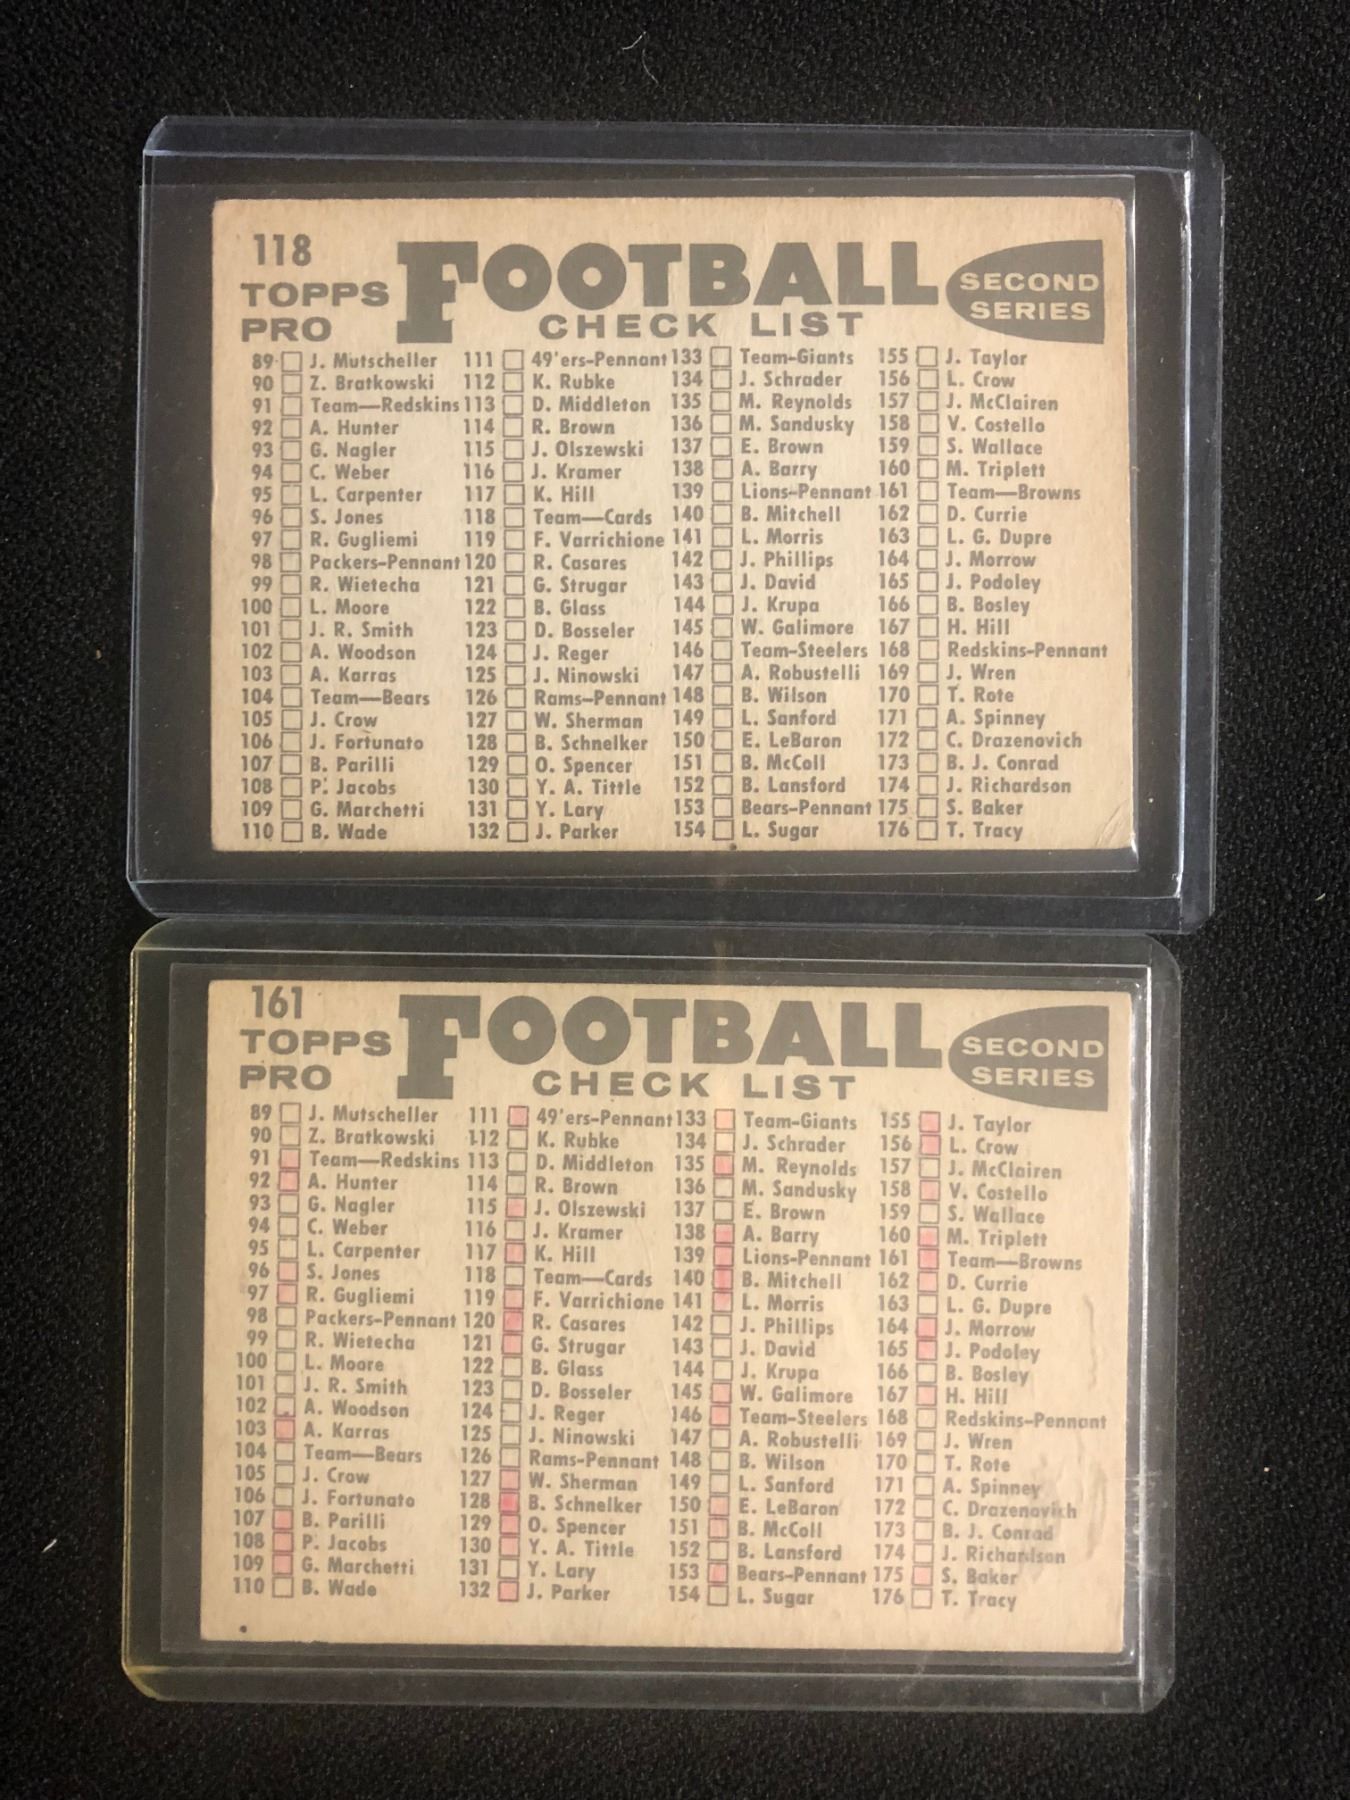 118
TOPPS PRO
FOOTBALL
CHECK LIST
SECOND SERIES
89 J. Mutscheller
90 Z. Bratkowski
91 Team—Redskins
92 A. Hunter
93 G. Nagler
94 C. Weber
95 L. Carpenter
96 S. Jones
97 R. Gugliemi
98 Packers-Pennant
99 R. Wietecha
100 L. Moore
101 J. R. Smith
102 A. Woodson
103 A. Karras
104 Team—Bears
105 J. Crow
106 J. Fortunato
107 B. Parilli
108 P. Jacobs
109 G. Marchetti
110 B. Wade
111 49'ers-Pennant
112 K. Rubke
113 D. Middleton
114 R. Brown
115 J. Olszewski
116 J. Kramer
117 K. Hill
118 Team—Cards
119 F. Varrichione
120 R. Casares
121 G. Strugar
122 B. Glass
123 D. Bosseler
124 J. Reger
125 J. Ninowski
126 Rams-Pennant
127 W. Sherman
128 B. Schnelker
129 O. Spencer
130 Y. A. Tittle
131 Y. Lary
132 J. Parker
133 Team-Giants
134 J. Schrader
135 M. Reynolds
136 M. Sandusky
137 E. Brown
138 A. Barry
139 Lions-Pennant
140 B. Mitchell
141 L. Morris
142 J. Phillips
143 J. David
144 J. Krupa
145 W. Galimore
146 Team-Steelers
147 A. Robustelli
148 B. Wilson
149 L. Sanford
150 E. LeBaron
151 B. McColl
152 B. Lansford
153 Bears-Pennant
154 L. Sugar
155 J. Taylor
156 L. Crow
157 J. McClairen
158 V. Costello
159 S. Wallace
160 M. Triplett
161 Team—Browns
162 D. Currie
163 L. G. Dupre
164 J. Morrow
165 J. Podoley
166 B. Bosley
167 H. Hill
168 Redskins-Pennant
169 J. Wren
170 T. Rote
171 A. Spinney
172 C. Drazenovich
173 B. J. Conrad
174 J. Richardson
175 S. Baker
176 T. Tracy
161
TOPPS PRO
FOOTBALL
CHECK LIST
SECOND SERIES
89 J. Mutscheller
90 Z. Bratkowski
91 Team—Redskins
92 A. Hunter
93 G. Nagler
94 C. Weber
95 L. Carpenter
96 S. Jones
97 R. Gugliemi
98 Packers-Pennant
99 R. Wietecha
100 L. Moore
101 J. R. Smith
102 A. Woodson
103 A. Karras
104 Team—Bears
105 J. Crow
106 J. Fortunato
107 B. Parilli
108 P. Jacobs
109 G. Marchetti
110 B. Wade
111 49'ers-Pennant
112 K. Rubke
113 D. Middleton
114 R. Brown
115 J. Olszewski
116 J. Kramer
117 K. Hill
118 Team—Cards
119 F. Varrichione
120 R. Casares
121 G. Strugar
122 B. Glass
123 D. Bosseler
124 J. Reger
125 J. Ninowski
126 Rams-Pennant
127 W. Sherman
128 B. Schnelker
129 O. Spencer
130 Y. A. Tittle
131 Y. Lary
132 J. Parker
133 Team-Giants
134 J. Schrader
135 M. Reynolds
136 M. Sandusky
137 E. Brown
138 A. Barry
139 Lions-Pennant
140 B. Mitchell
141 L. Morris
142 J. Phillips
143 J. David
144 J. Krupa
145 W. Galimore
146 Team-Steelers
147 A. Robustelli
148 B. Wilson
149 L. Sanford
150 E. LeBaron
151 B. McColl
152 B. Lansford
153 Bears-Pennant
154 L. Sugar
155 J. Taylor
156 L. Crow
157 J. McClairen
158 V. Costello
159 S. Wallace
160 M. Triplett
161 Team—Browns
162 D. Currie
163 L. G. Dupre
164 J. Morrow
165 J. Podoley
166 B. Bosley
167 H. Hill
168 Redskins-Pennant
169 J. Wren
170 T. Rote
171 A. Spinney
172 C. Drazenovich
173 B. J. Conrad
174 J. Richardson
175 S. Baker
176 T. Tracy